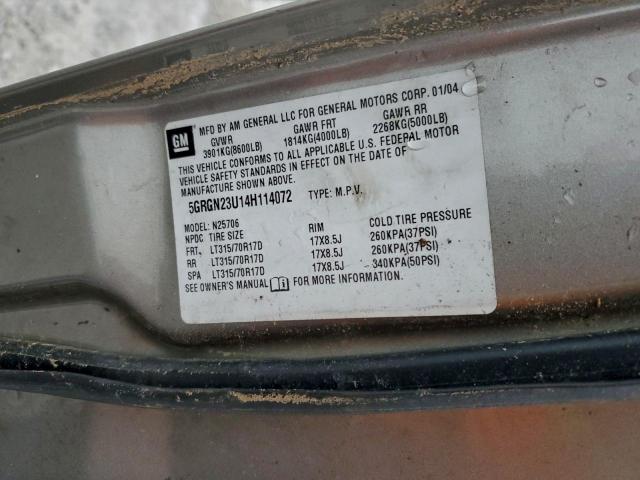 GM
MFD BY AM GENERAL LLC FOR GENERAL MOTORS CORP. 01/04
GVWR GAWR FRT GAWR RR
3901KG(8600LB) 1814KG(4000LB) 2268KG(5000LB)
THIS VEHICLE CONFORMS TO ALL APPLICABLE U.S. FEDERAL MOTOR
VEHICLE SAFETY STANDARDS IN EFFECT ON THE DATE OF
MANUFACTURE SHOWN ABOVE.
5GRGN23U14H114072 TYPE: M.P.V.
MODEL: N25706
NPDC TIRE SIZE RIM COLD TIRE PRESSURE
FRT. LT315/70R17D 17X8.5J 260KPA(37PSI)
RR LT315/70R17D 17X8.5J 260KPA(37PSI)
SPA LT315/70R17D 17X8.5J 340KPA(50PSI)
SEE OWNER'S MANUAL FOR MORE INFORMATION.